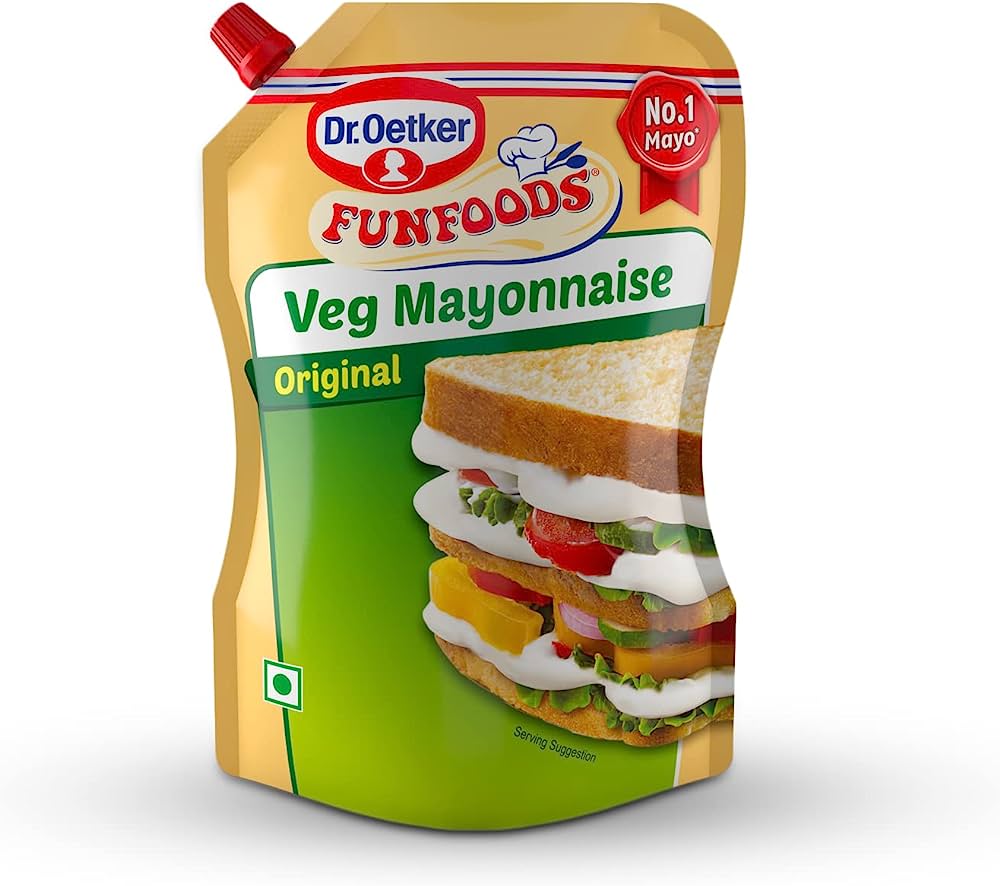 Dr.Oetker
FUNFOODS®
No.1
Mayo*
Veg Mayonnaise
Original
Serving Suggestion